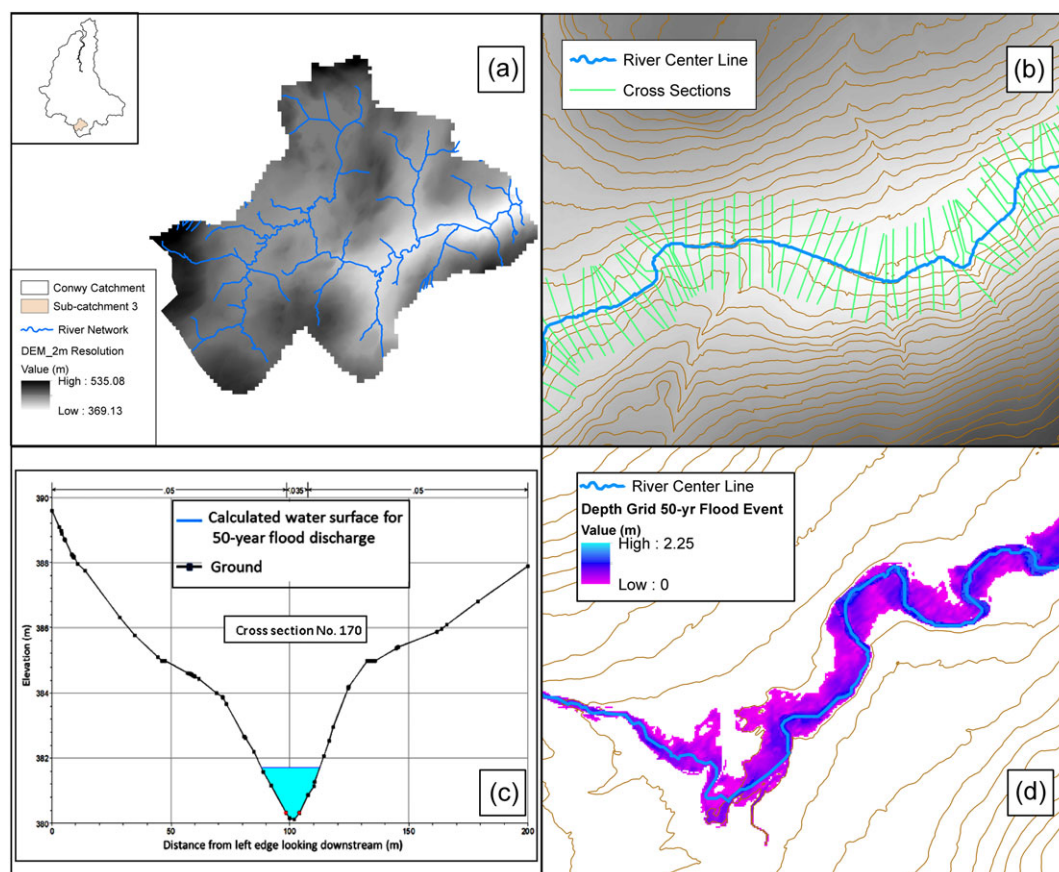 (a)
Conwy Catchment
Sub-catchment 3
River Network
DEM_2m Resolution
Value (m)
High : 535.08
Low : 369.13
(b)
River Center Line
Cross Sections
.05
.035
.05
390
388
386
384
382
380
Elevation (m)
Calculated water surface for
50-year flood discharge
Ground
Cross section No. 170
(c)
0
50
100
150
200
Distance from left edge looking downstream (m)
River Center Line
Depth Grid 50-yr Flood Event
Value (m)
High : 2.25
Low : 0
(d)